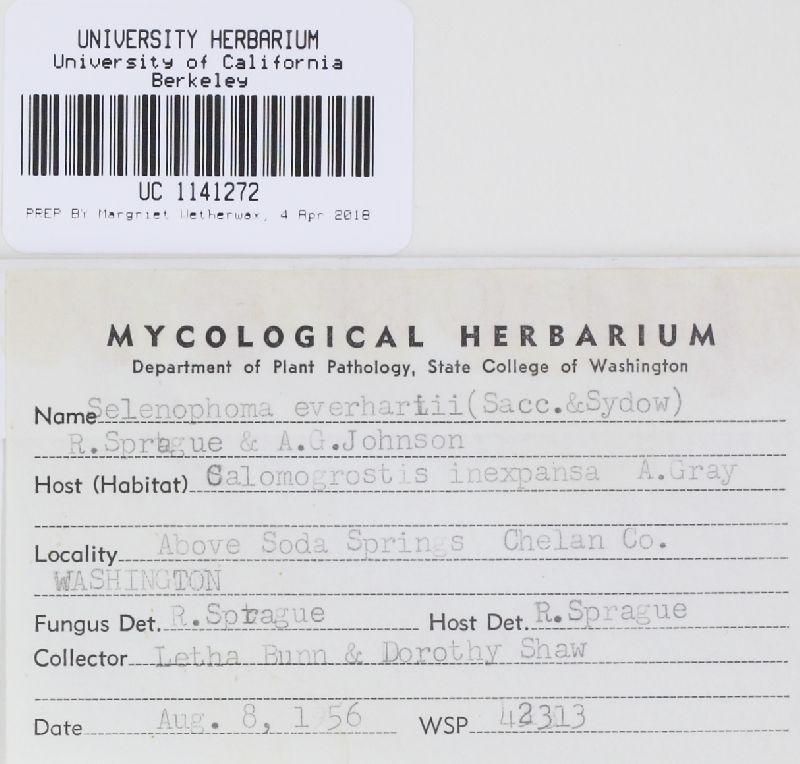 UNIVERSITY HERBARIUM
University of California
Berkeley
UC 1141272
PREP BY Margriet Wetherwax, 4 Apr 2018
MYCOLOGICAL HERBARIUM
Department of Plant Pathology, State College of Washington
Name Selenophoma everhartii (Sacc.&Sydow)
R.Sprague & A.G.Johnson
Host (Habitat) Calomogrostis inexpansa A.Gray
Locality Above Soda Springs Chelan Co.
WASHINGTON
Fungus Det. R.Sprague Host Det. R.Sprague
Collector Letha Bunn & Dorothy Shaw
Date Aug. 8, 1956 WSP 42313